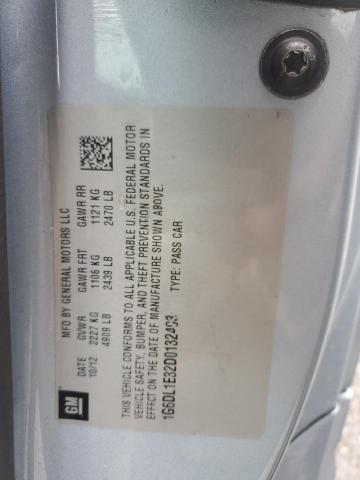 GM
MFD BY GENERAL MOTORS LLC
DATE GVWR GAWR FRT GAWR RR
10/12 2227 KG 1106 KG 1121 KG
4909 LB 2439 LB 2470 LB
THIS VEHICLE CONFORMS TO ALL APPLICABLE U.S. FEDERAL MOTOR
VEHICLE SAFETY, BUMPER, AND THEFT PREVENTION STANDARDS IN
EFFECT ON THE DATE OF MANUFACTURE SHOWN ABOVE.
1G6DL1E32D0132403 TYPE: PASS CAR